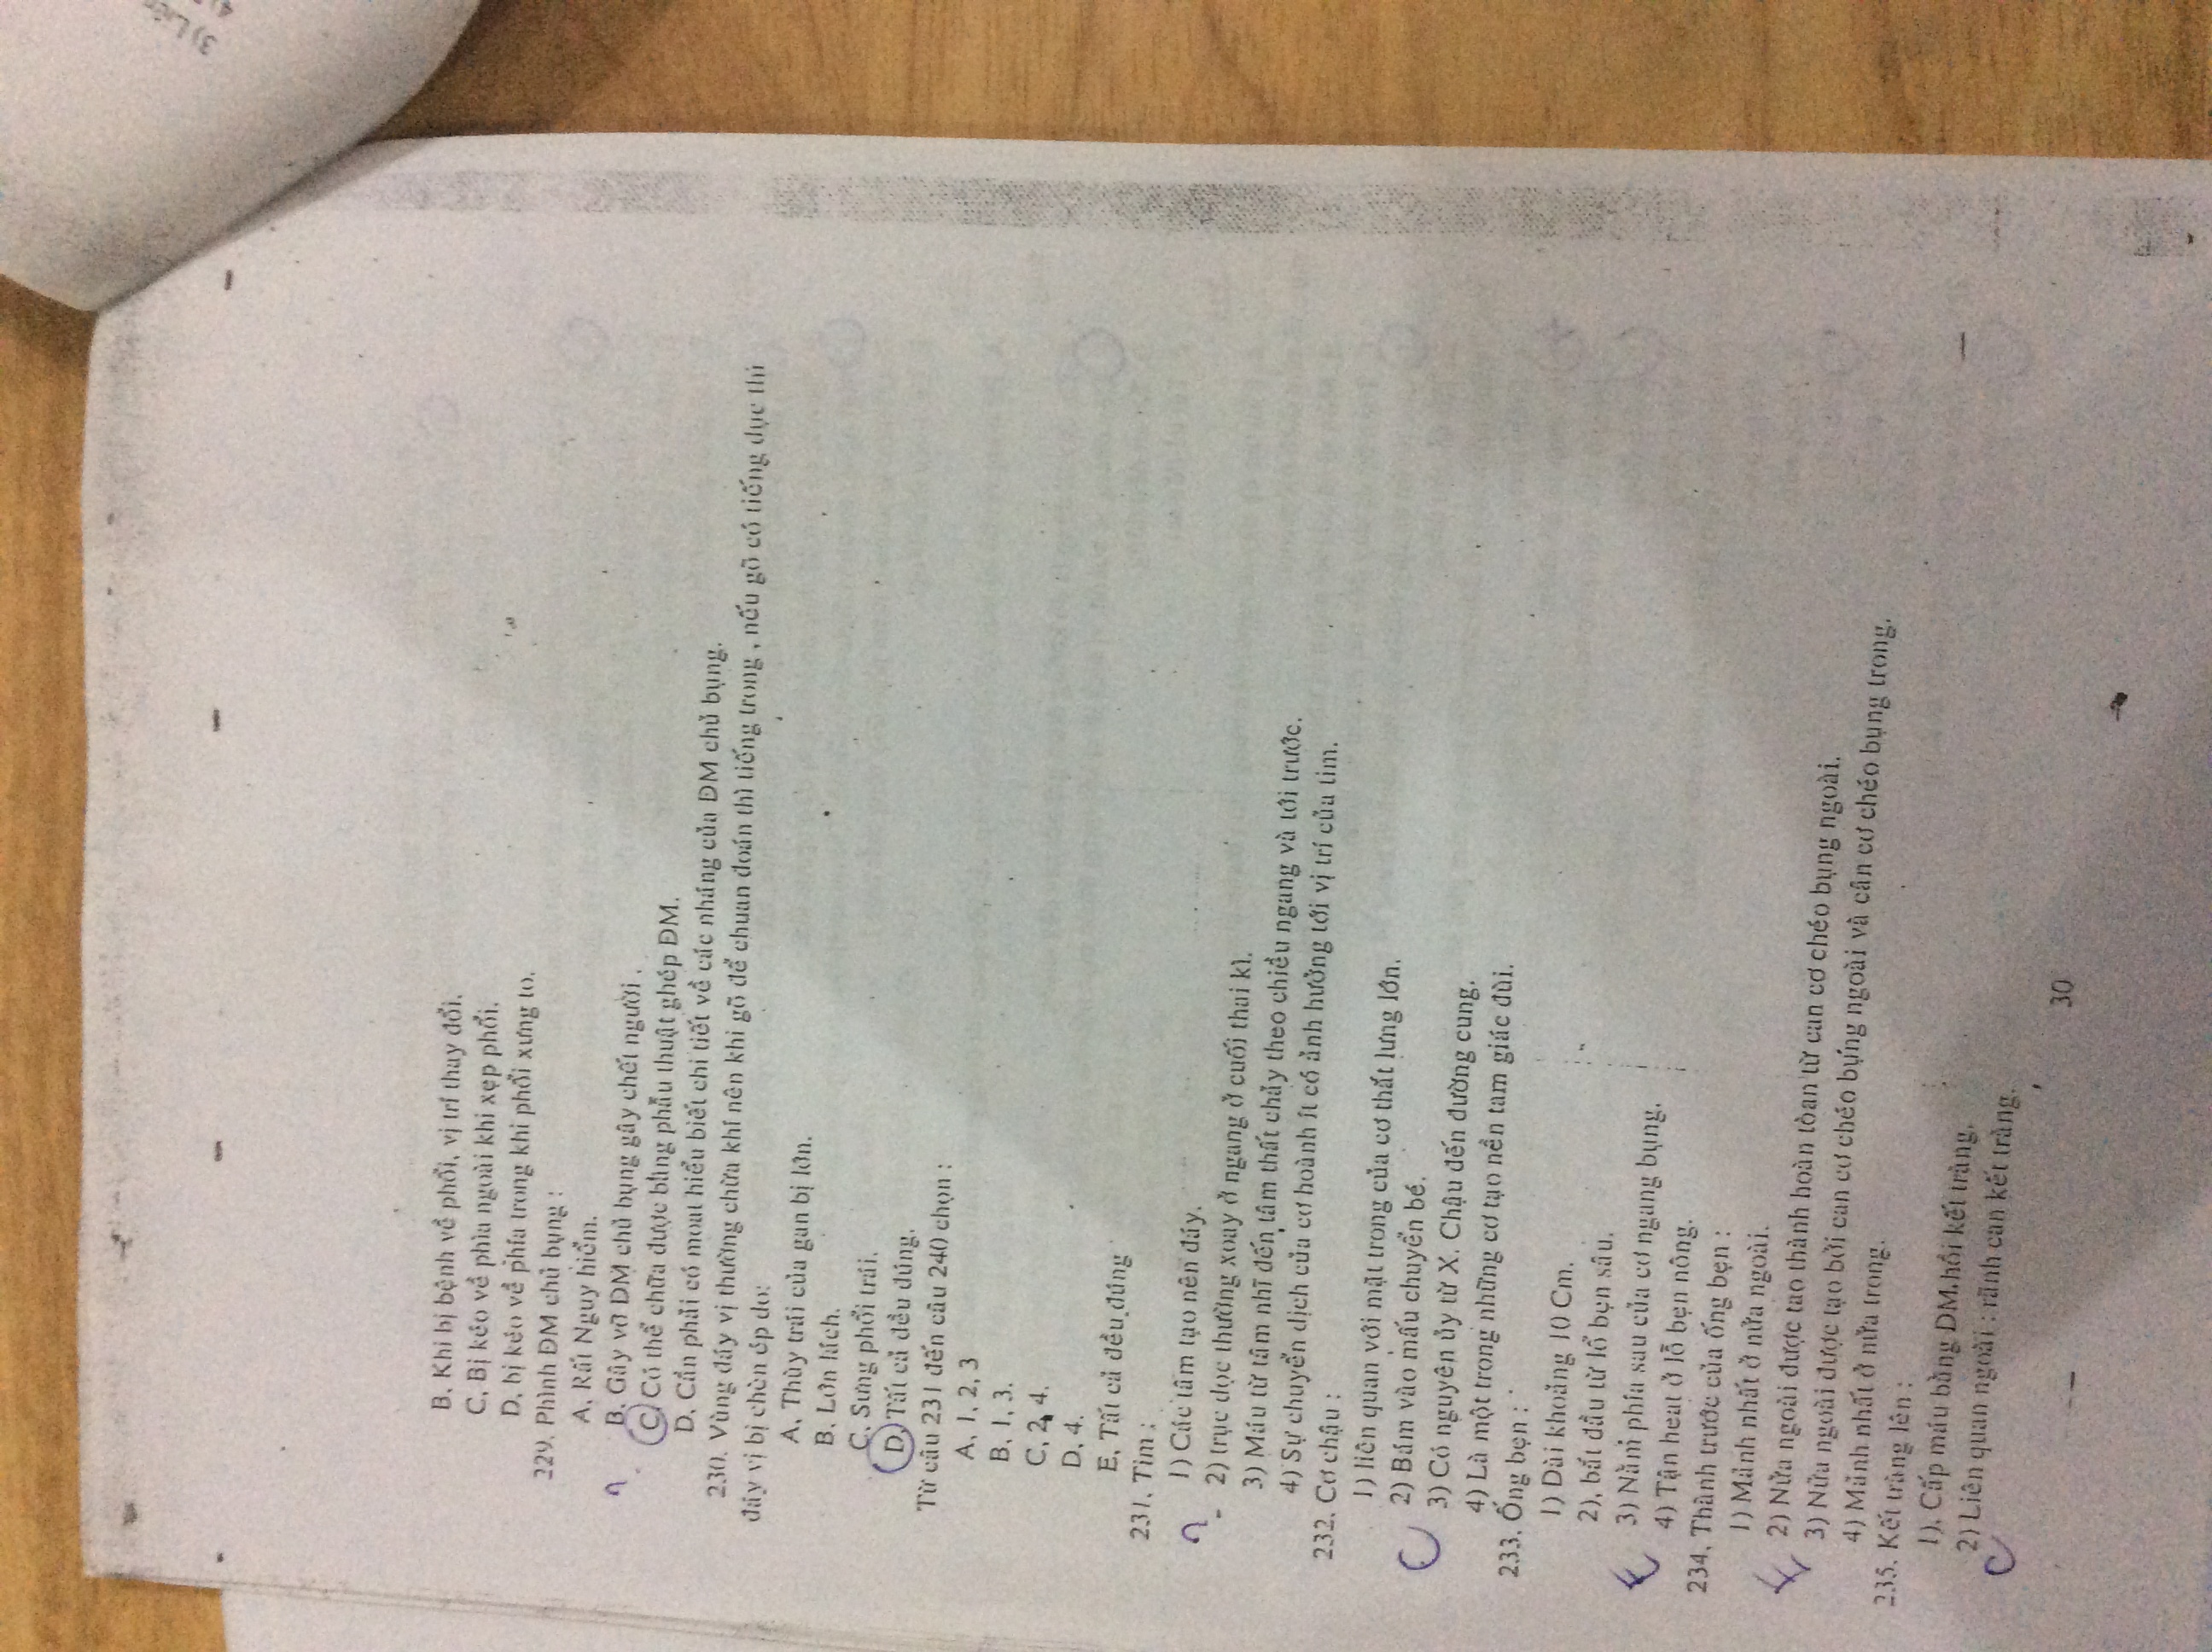 3) Liên
4)
B. Khi bị bệnh về phổi, vị trí thay đổi.
C. Bị kéo về phìa ngoài khi xẹp phổi.
D. bị kéo về phía trong khi phổi xưng to.
229. Phình ĐM chủ bụng :
A. Rất Nguy hiểm.
? B. Gây vỡ ĐM chủ bụng gây chết người .
C. Có thể chữa được bằng phẫu thuật ghép ĐM.
D. Cần phải có moat hiểu biết chi tiết về các nháng của ĐM chủ bụng.
230. Vùng đáy vị thường chừa khí nên khi gõ để chuan đoán thì tiếng trong , nếu gõ có tiếng dục thì
đáy vị bị chèn ép do:
A. Thùy trái của gan bị lớn.
B. Lớn lách.
C. Sưng phổi trái.
D. Tất cả đều đúng.
Từ câu 231 đến câu 240 chọn :
A. 1, 2, 3
B. 1, 3.
C. 2, 4.
D. 4.
E. Tất cả đều đúng
231. Tim :
1) Các tâm tạo nên đáy.
? 2) trục dọc thường xoay ở ngang ở cuối thai kì.
3) Máu từ tâm nhĩ đến tâm thất chảy theo chiều ngang và tới trước.
4) Sự chuyển dịch của cơ hoành ít có ảnh hưởng tới vị trí của tim.
232. Cơ chậu :
1) liên quan với mặt trong của cơ thắt lưng lớn.
C 2) Bám vào mấu chuyển bé.
3) Có nguyên ủy từ X. Chậu đến đường cung.
4) Là một trong những cơ tạo nền tam giác đùi.
233. Ống bẹn :
1) Dài khoảng 10 Cm.
2), bắt đầu từ lổ bẹn sâu.
E 3) Nằm phía sau của cơ ngang bụng.
4) Tận heat ở lỗ bẹn nông.
234. Thành trước của ống bẹn :
1) Mảnh nhất ở nửa ngoài.
E 2) Nửa ngoài được tao thành hoàn tòan từ can cơ chéo bụng ngoài.
3) Nửa ngoài được tạo bởi can cơ chéo bụng ngoài và cân cơ chéo bụng trong.
4) Mảnh nhất ở nửa trong.
235. Kết tràng lên :
1), Cấp máu bằng ĐM hồi kết tràng.
C 2) Liên quan ngoài : rãnh can kết tràng.
30